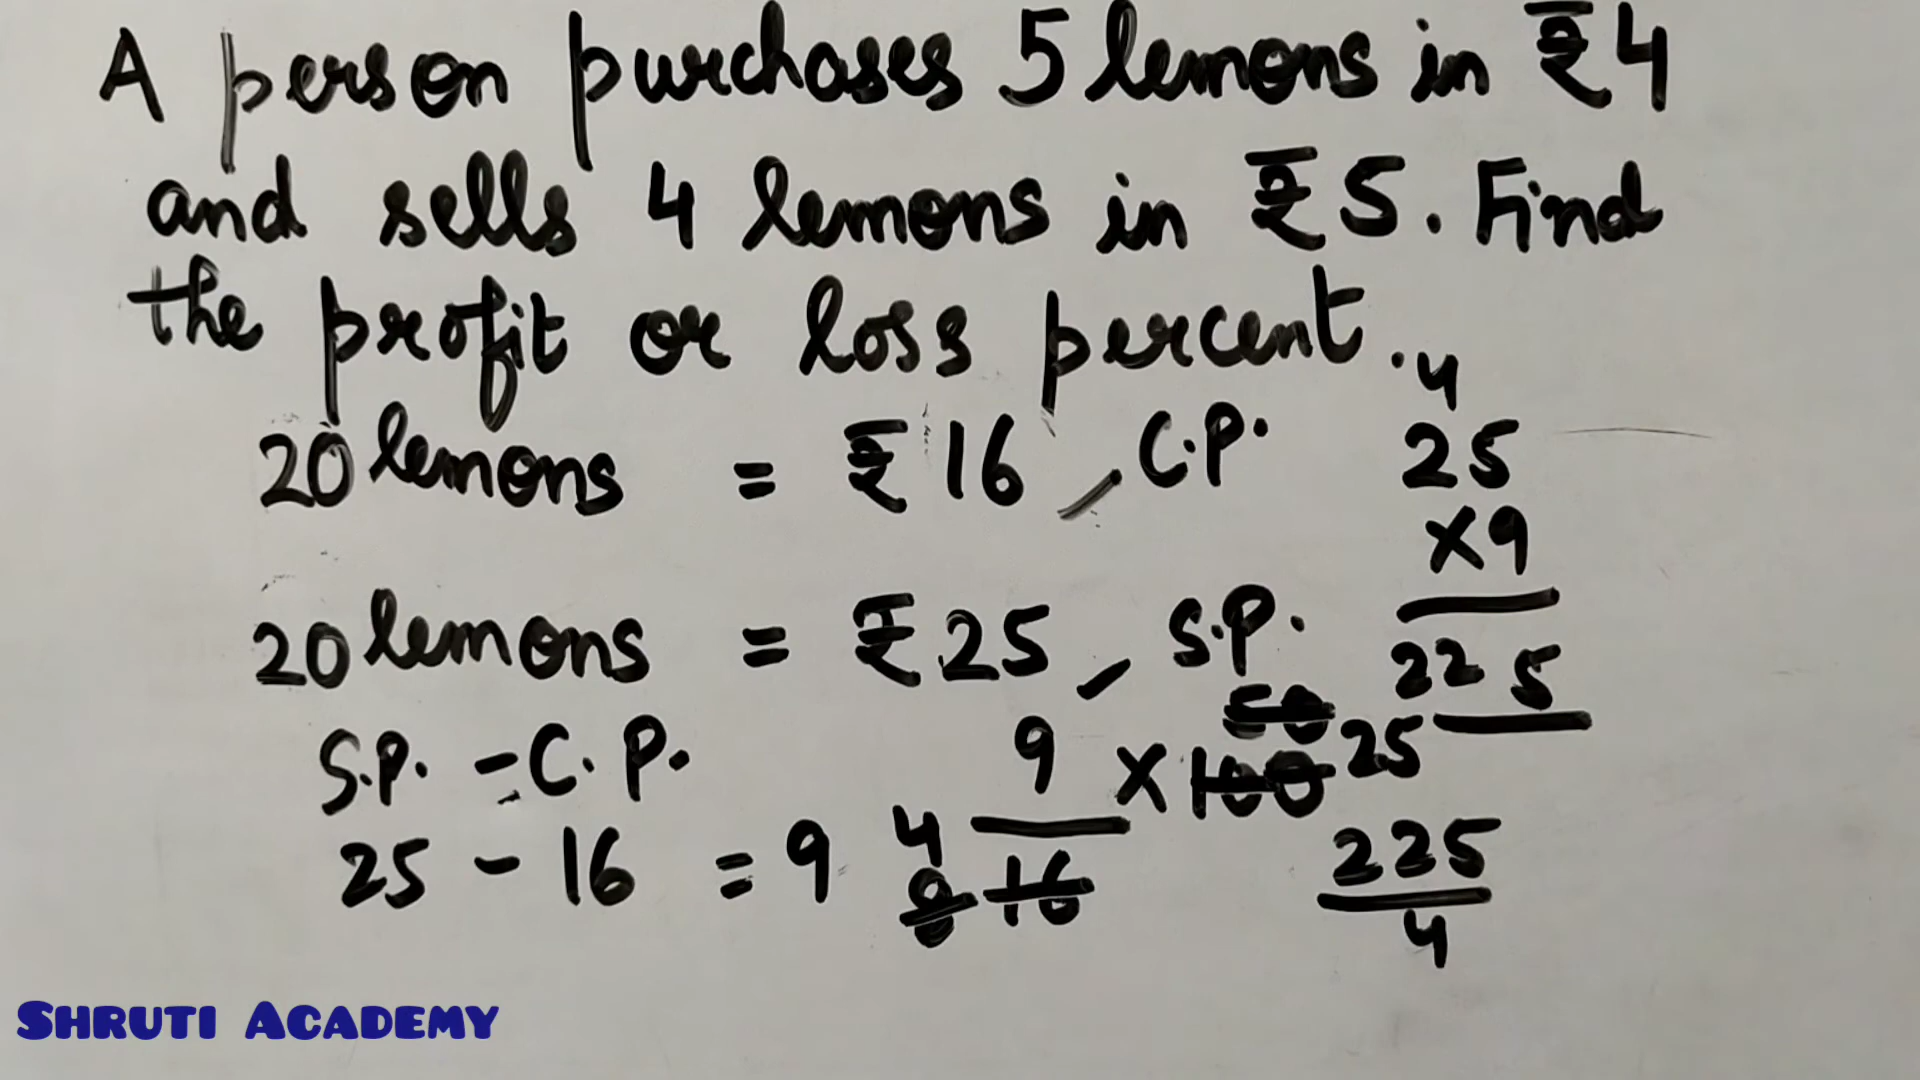 A person purchases 5 lemons in ₹4
and sells 4 lemons in ₹5. Find
the profit or loss percent.
20 lemons = ₹16, C.P.
20 lemons = ₹25, S.P.
S.P. - C.P.
25 - 16 = 9
9 × 100 50 25
4 8 16
225
4
4
25
×9
225
SHRUTI ACADEMY